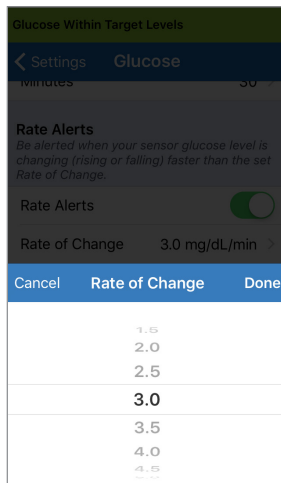 Glucose Within Target Levels
Settings Glucose
Minutes 30
Rate Alerts
Be alerted when your
sensor glucose level is
changing (rising or falling) faster than the set
Rate of Change.
Rate Alerts
Rate of Change 3.0 mg/dL/min
Cancel Rate of Change Done
1.5
2.0
2.5
3.0
3.5
4.0
4.5